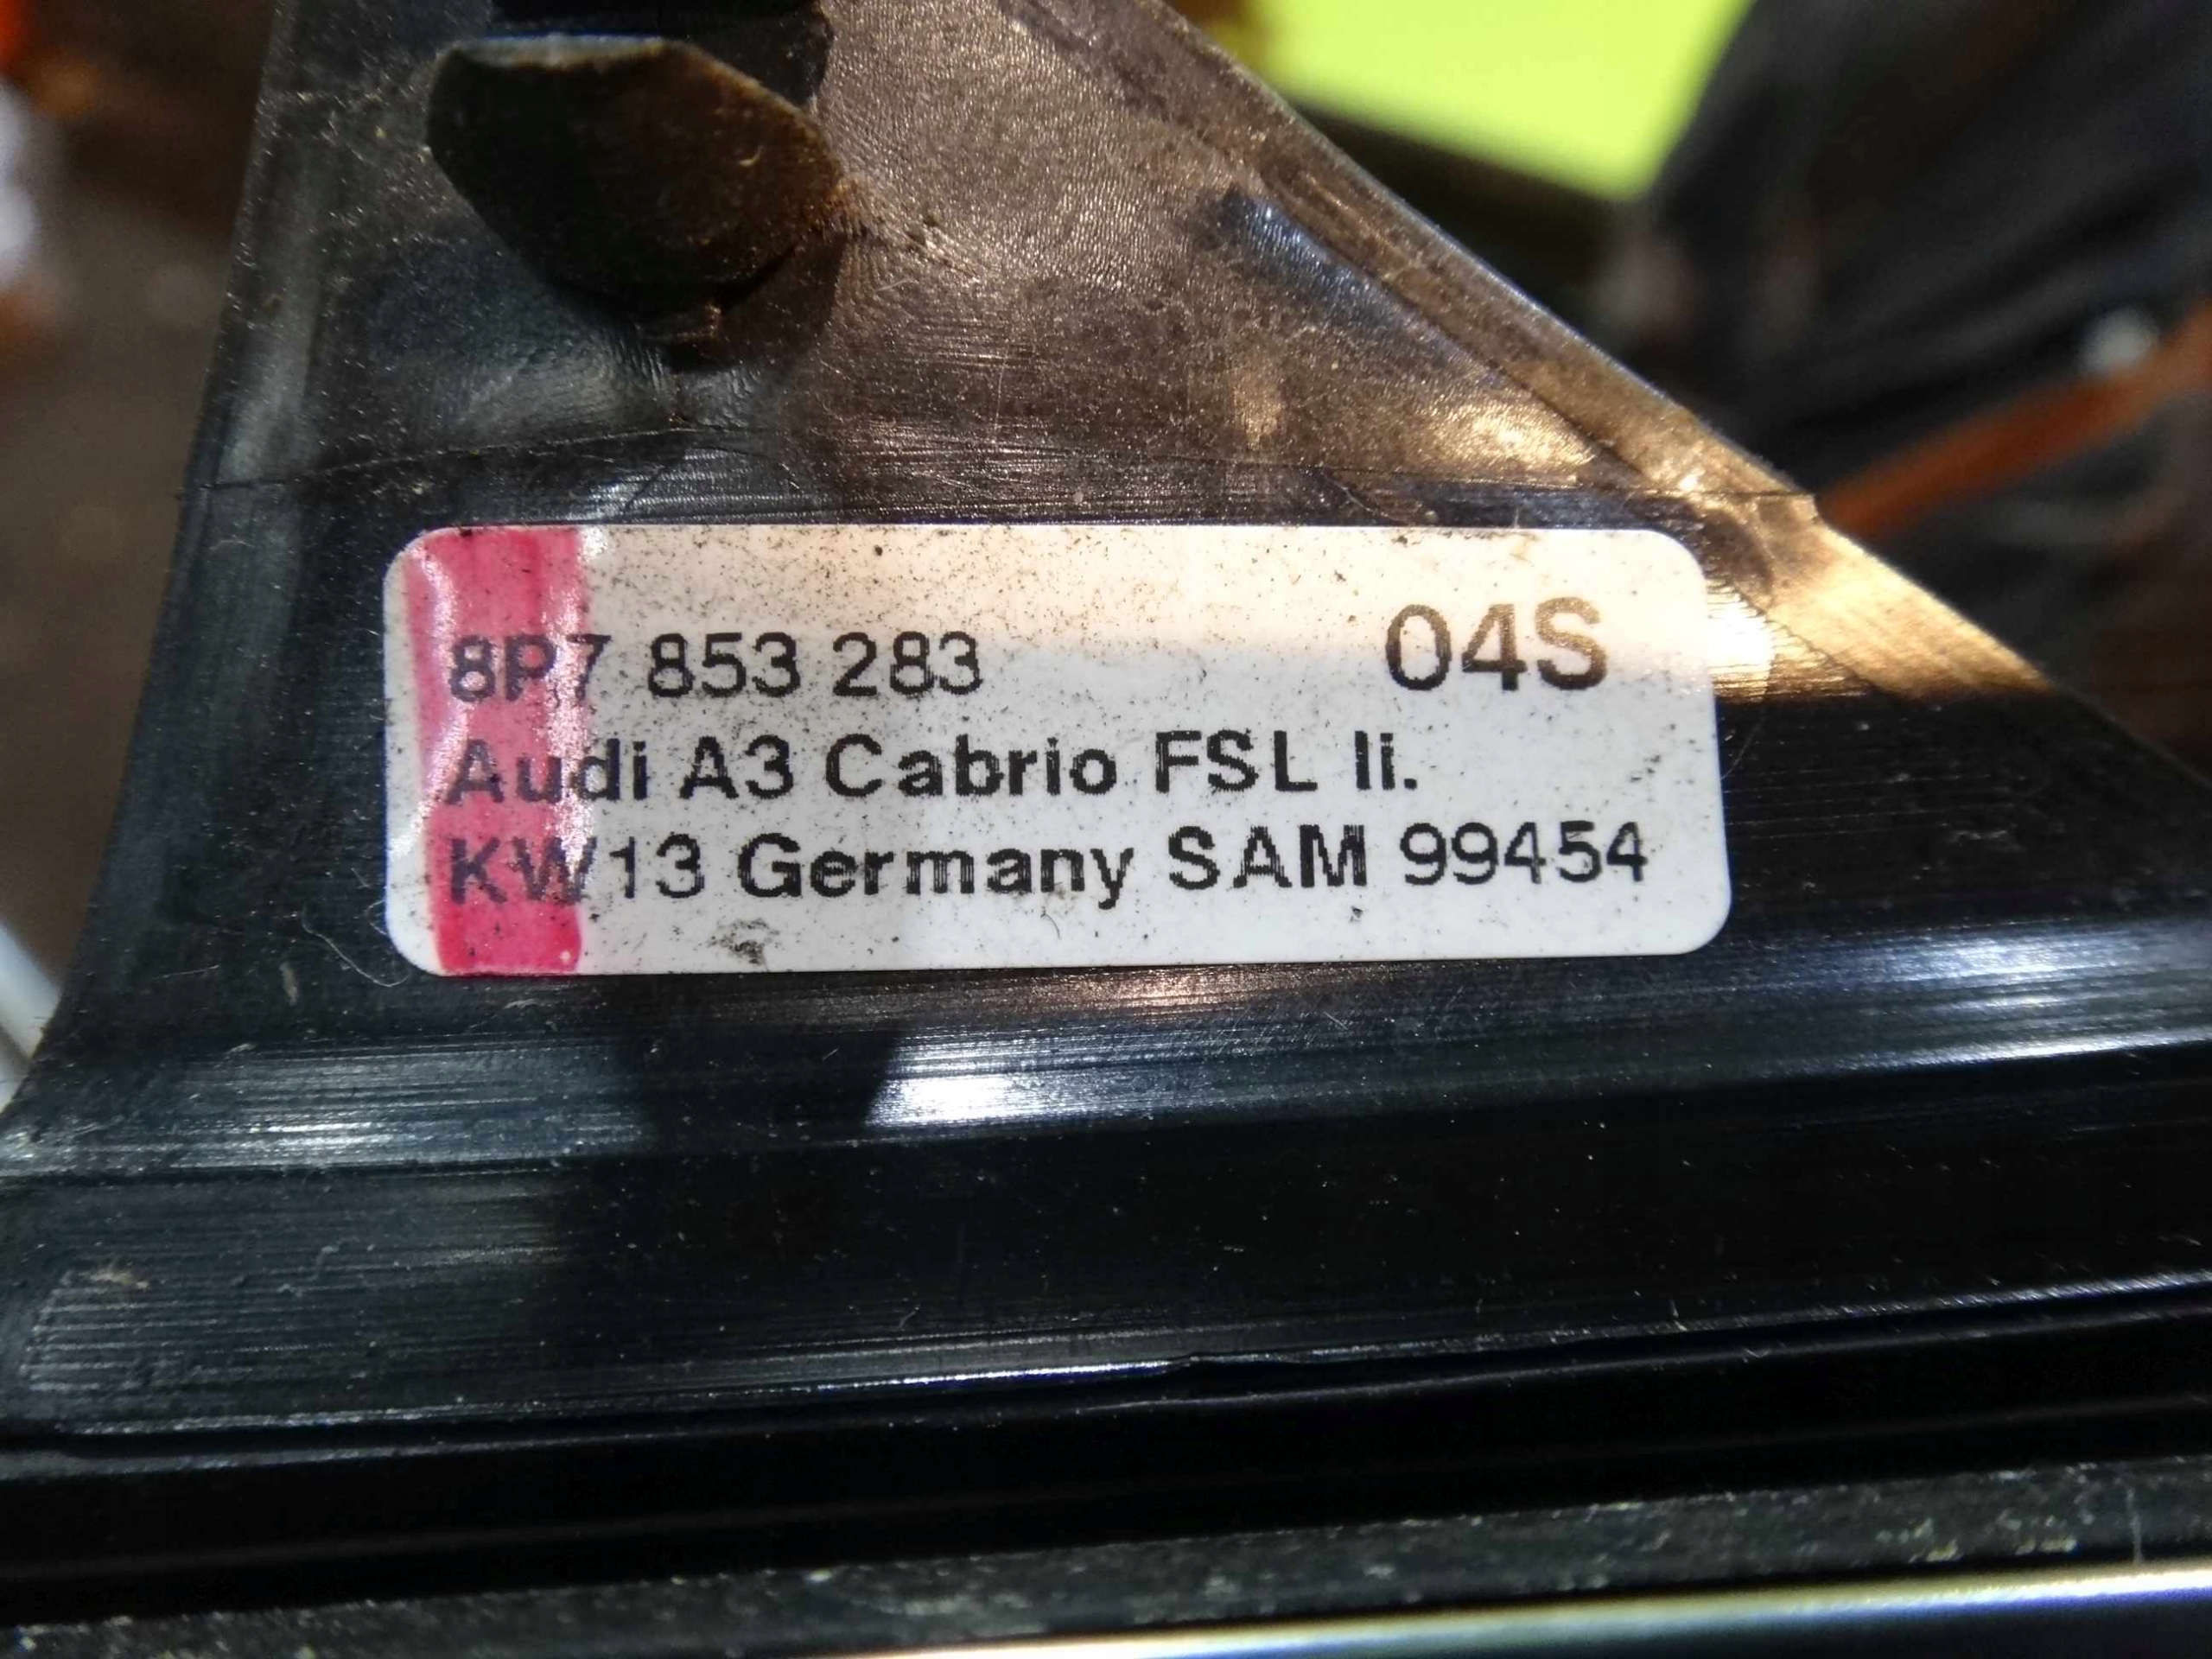 8P7 853 283 04S
Audi A3 Cabrio FSL li.
KW13 Germany SAM 99454